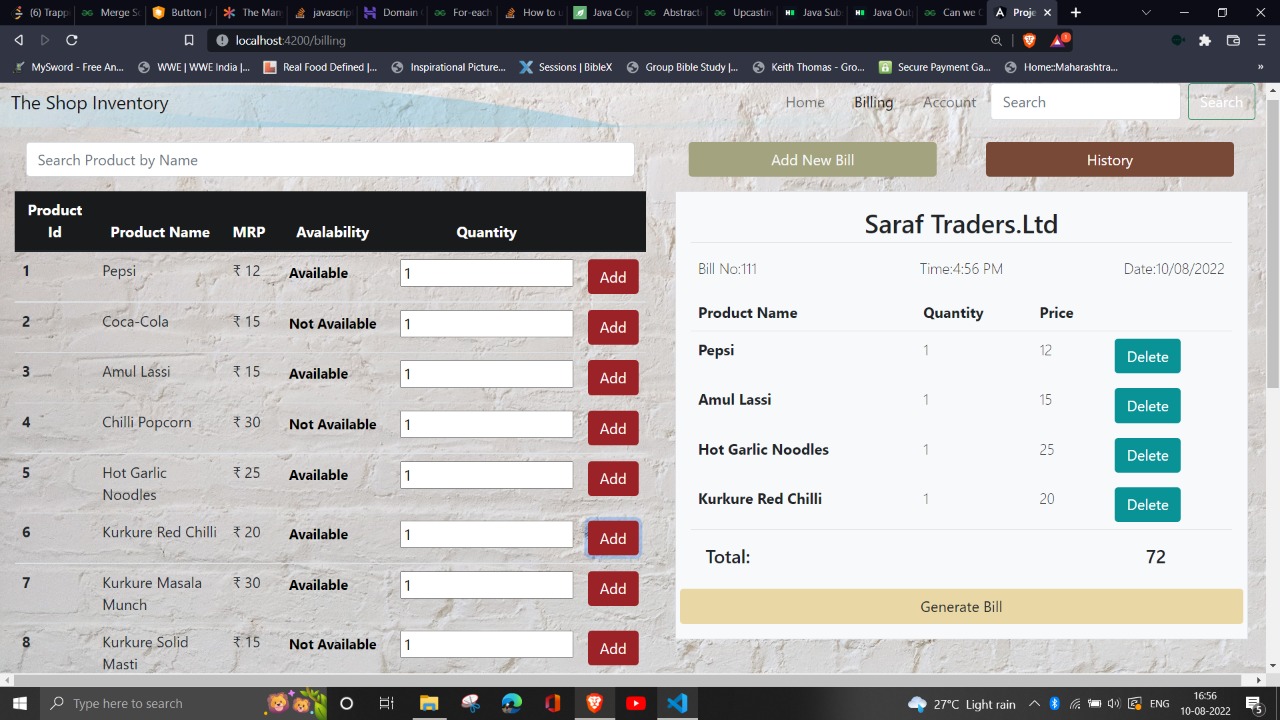 (6) Trapp
Merge S
Button | A
The Mar
javascrip
Domain
For-each
How to u
Java Cop
Abstracti
Upcastin
Java Sub
Java Out
Can we C
Proje
localhost:4200/billing
MySword - Free An...
WWE | WWE India |...
Real Food Defined |...
Inspirational Picture...
Sessions | BibleX
Group Bible Study |...
Keith Thomas - Gro...
Secure Payment Ga...
Home::Maharashtra...
»
The Shop Inventory
Home
Billing
Account
Search
Search
Search Product by Name
Add New Bill
History
Product Id
Product Name
MRP
Avalability
Quantity
1 Pepsi ₹ 12 Available 1 Add
2 Coca-Cola ₹ 15 Not Available 1 Add
3 Amul Lassi ₹ 15 Available 1 Add
4 Chilli Popcorn ₹ 30 Not Available 1 Add
5 Hot Garlic Noodles ₹ 25 Available 1 Add
6 Kurkure Red Chilli ₹ 20 Available 1 Add
7 Kurkure Masala Munch ₹ 30 Available 1 Add
8 Kurkure Solid Masti ₹ 15 Not Available 1 Add
Saraf Traders.Ltd
Bill No:111 Time:4:56 PM Date:10/08/2022
Product Name Quantity Price
Pepsi 1 12 Delete
Amul Lassi 1 15 Delete
Hot Garlic Noodles 1 25 Delete
Kurkure Red Chilli 1 20 Delete
Total: 72
Generate Bill
Type here to search
27°C Light rain
ENG
16:56
10-08-2022
5